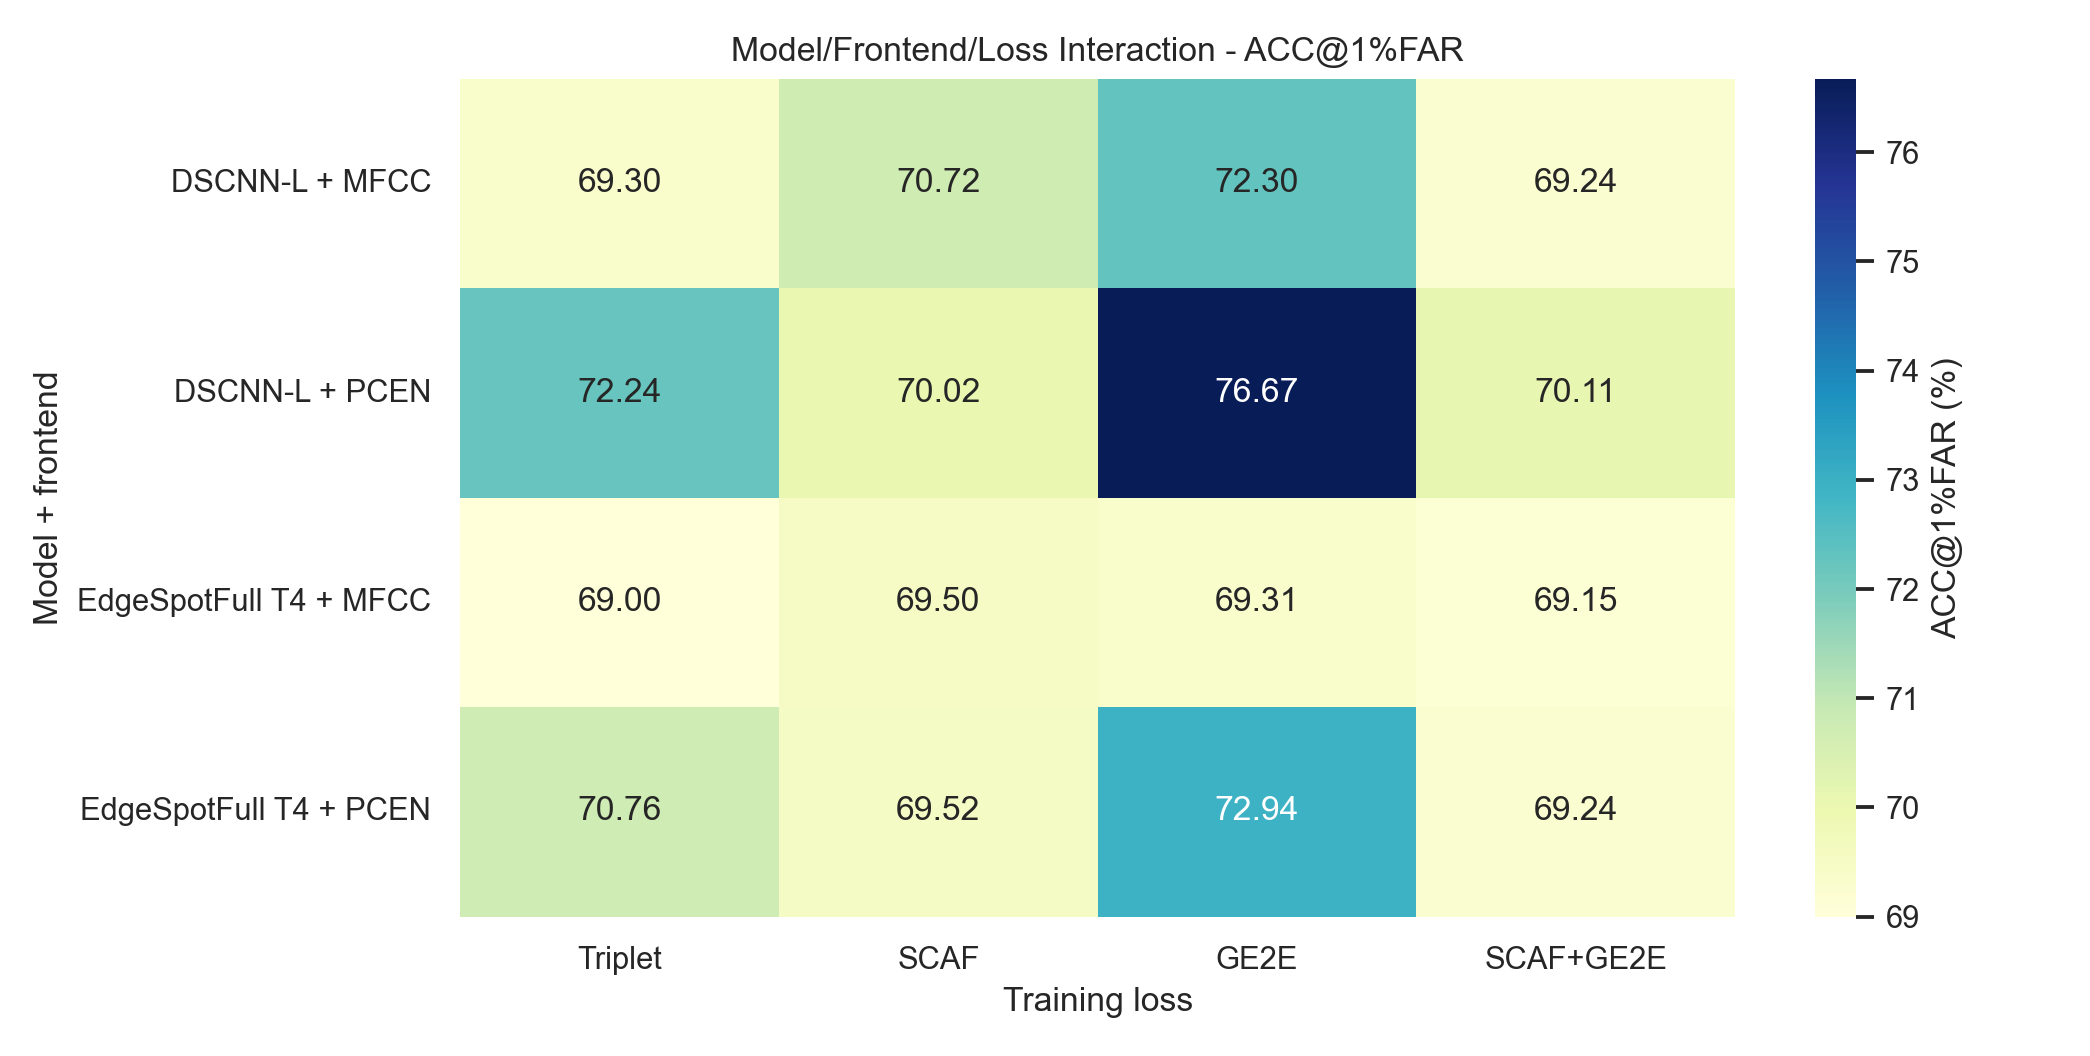 Model/Frontend/Loss Interaction - ACC@1%FAR
Model + frontend
DSCNN-L + MFCC
69.30
70.72
72.30
69.24
DSCNN-L + PCEN
72.24
70.02
76.67
70.11
EdgeSpotFull T4 + MFCC
69.00
69.50
69.31
69.15
EdgeSpotFull T4 + PCEN
70.76
69.52
72.94
69.24
Triplet
SCAF
GE2E
SCAF+GE2E
Training loss
76
75
74
73
72
71
70
69
ACC@1%FAR (%)